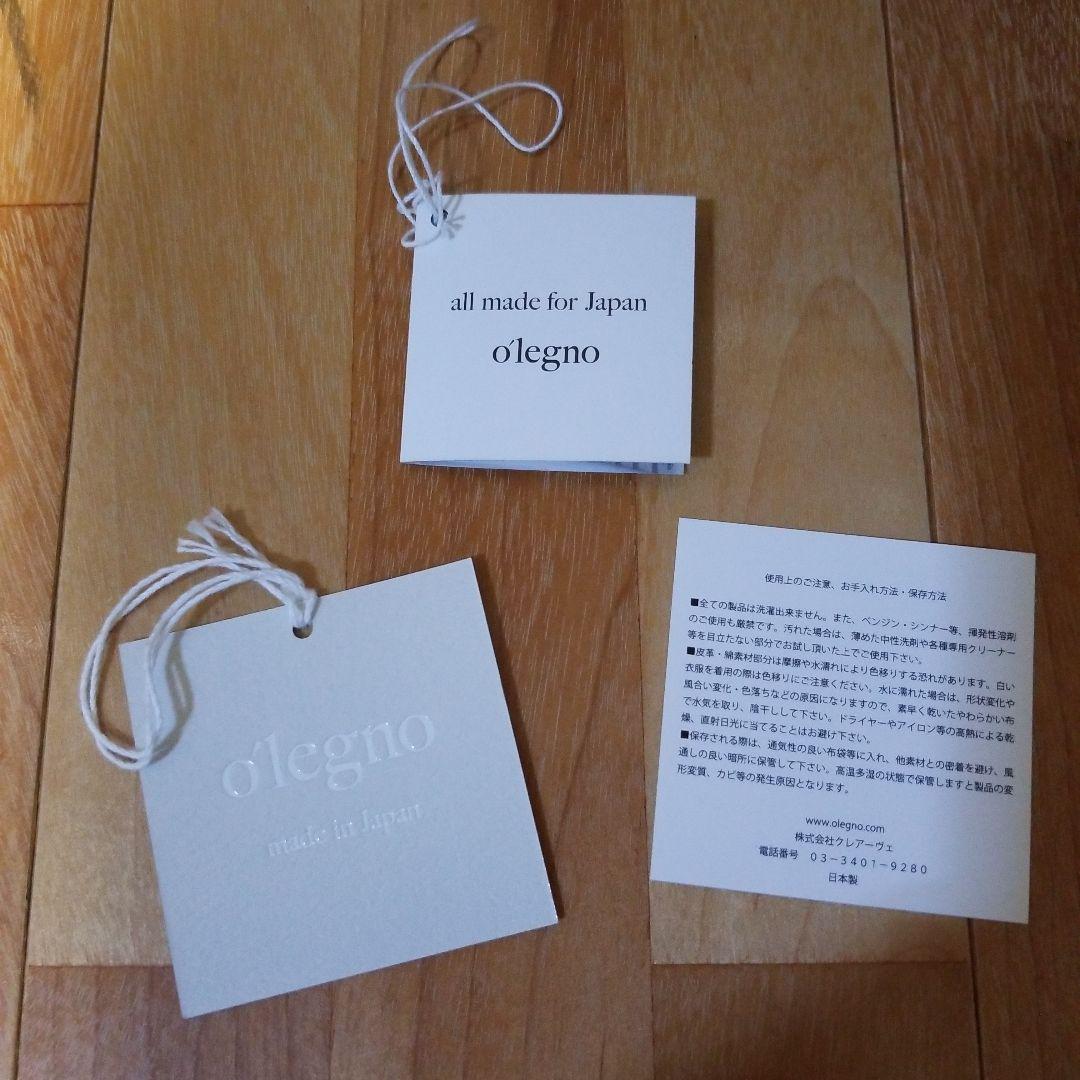 all made for Japan
o'legno
o'legno
made in Japan
使用上のご注意、お手入れ方法・保存方法
■全ての製品は洗濯出来ません。また、ベンジン・シンナー等、揮発性溶剤
のご使用も厳禁です。汚れた場合は、薄めた中性洗剤や各種専用クリーナー
等を目立たない部分でお試し頂いた上でご使用下さい。
■皮革・綿素材部分は摩擦や水濡れにより色移りする恐れがあります。白い
衣服を着用の際は色移りにご注意ください。水に濡れた場合は、形状変化や
風合い変化・色落ちなどの原因になりますので、素早く乾いたやわらかい布
で水気を取り、陰干しして下さい。ドライヤーやアイロン等の高熱による乾
燥、直射日光に当てることはお避け下さい。
■保存される際は、通気性の良い布袋等に入れ、他素材との密着を避け、風
通しの良い暗所に保管して下さい。高温多湿の状態で保管しますと製品の変
形変質、カビ等の発生原因となります。
www.olegno.com
株式会社クレアーヴェ
電話番号　０３－３４０１－９２８０
日本製